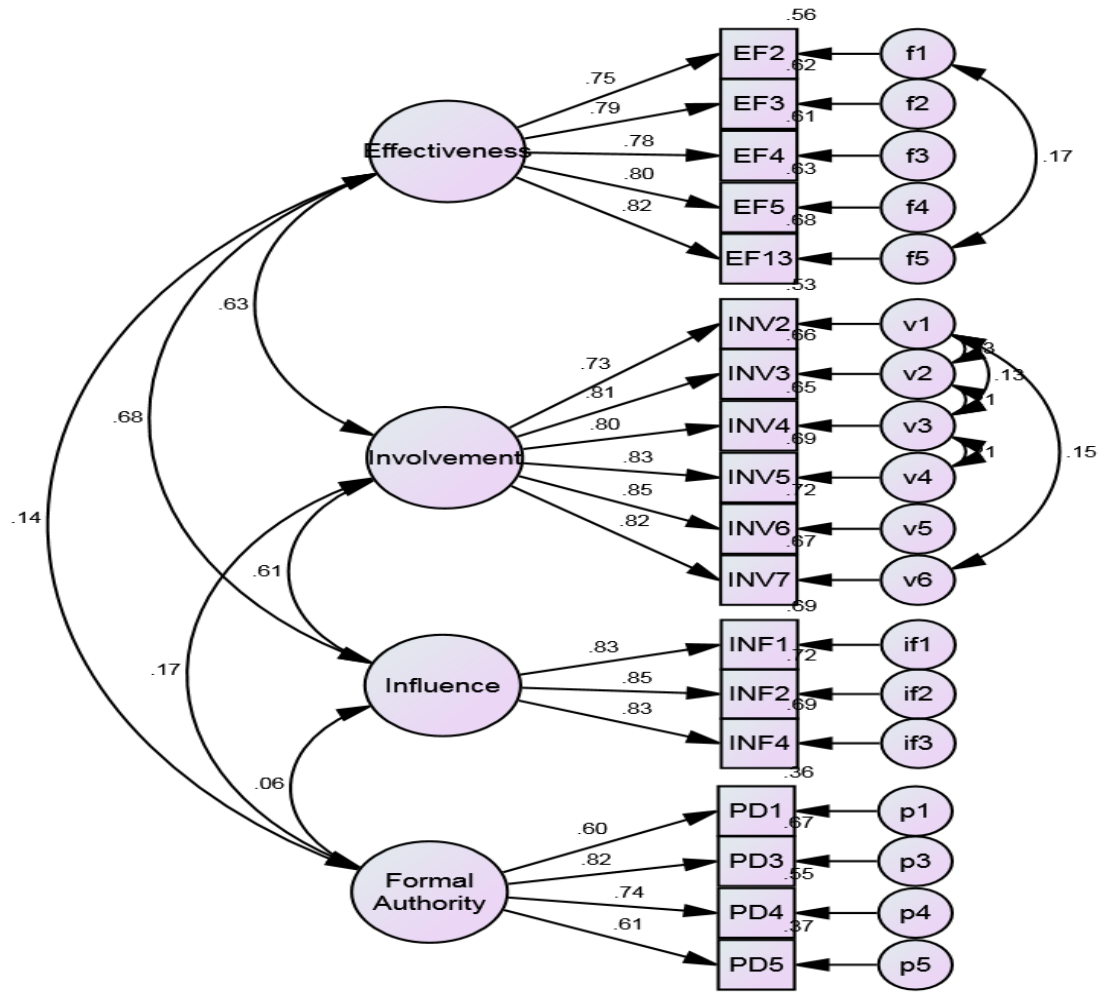 .56
EF2
f1
.75
.62
.79
EF3
f2
.61
.78
EF4
f3
.17
Effectiveness
.63
.80
EF5
f4
.68
.82
EF13
f5
.53
.63
INV2
v1
.66
.73
INV3
v2
.13
.65
.81
.68
.80
INV4
v3
.69
Involvement
.83
INV5
v4
.15
.72
.85
INV6
v5
.67
.82
INV7
v6
.14
.61
.69
.83
INF1
if1
.72
.17
Influence
.85
INF2
if2
.69
.83
INF4
if3
.36
.06
.60
PD1
p1
.67
.82
PD3
p3
.55
Formal
Authority
.74
PD4
p4
.37
.61
PD5
p5